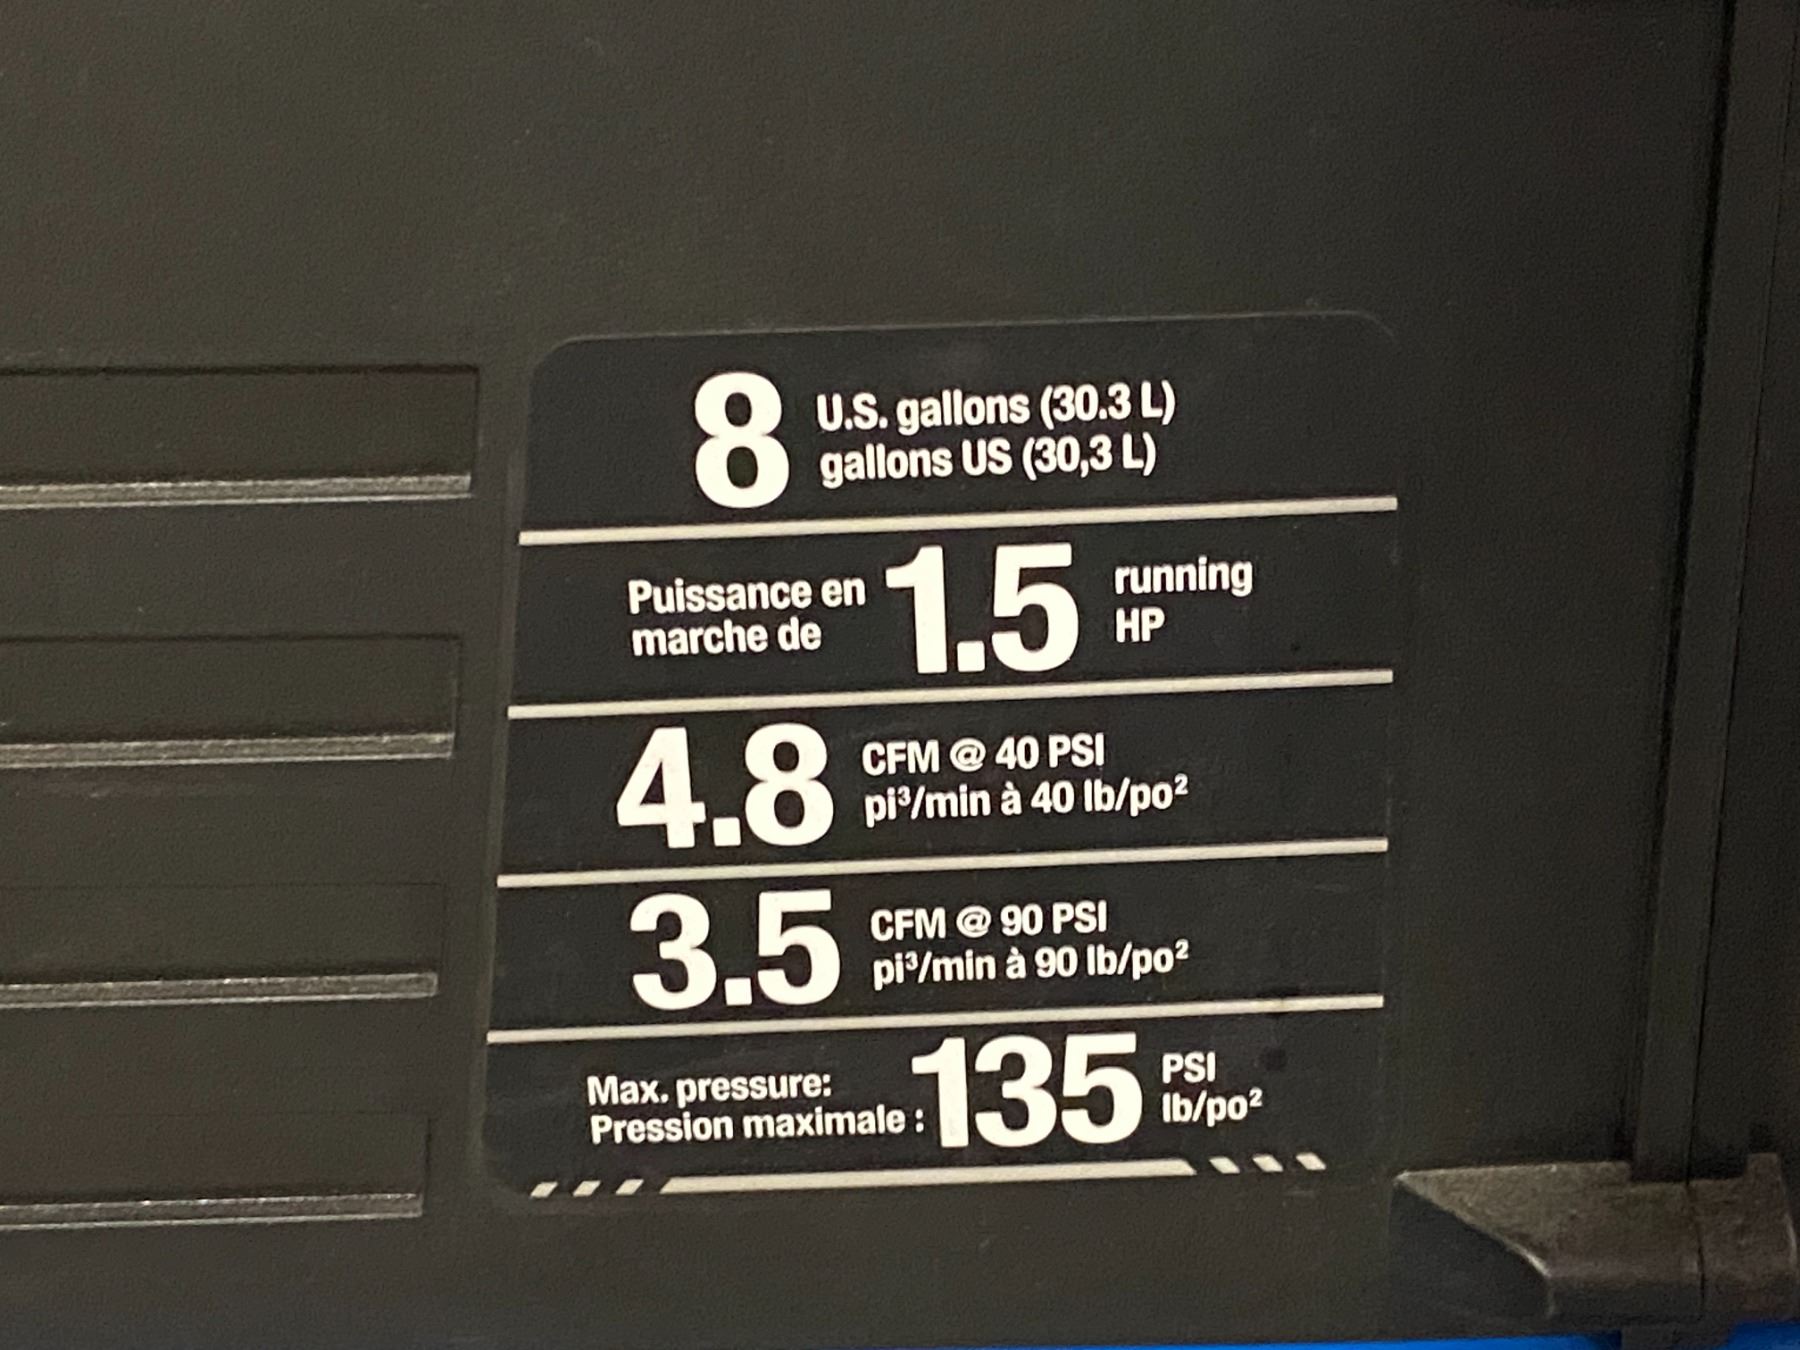 8 U.S. gallons (30.3 L)
gallons US (30,3 L)
Puissance en
marche de
1.5
running
HP
4.8 CFM @ 40 PSI
pi³/min à 40 lb/po²
3.5 CFM @ 90 PSI
pi³/min à 90 lb/po²
Max. pressure:
Pression maximale :
135
PSI
lb/po²